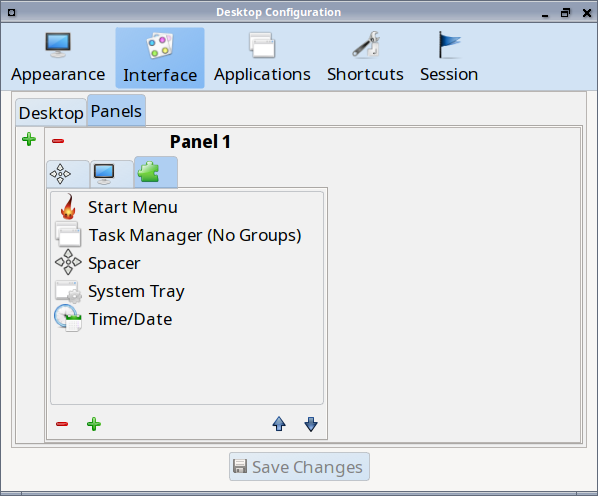 Desktop Configuration
Appearance Interface Applications Shortcuts Session
Desktop Panels
Panel 1
Start Menu
Task Manager (No Groups)
Spacer
System Tray
Time/Date
Save Changes